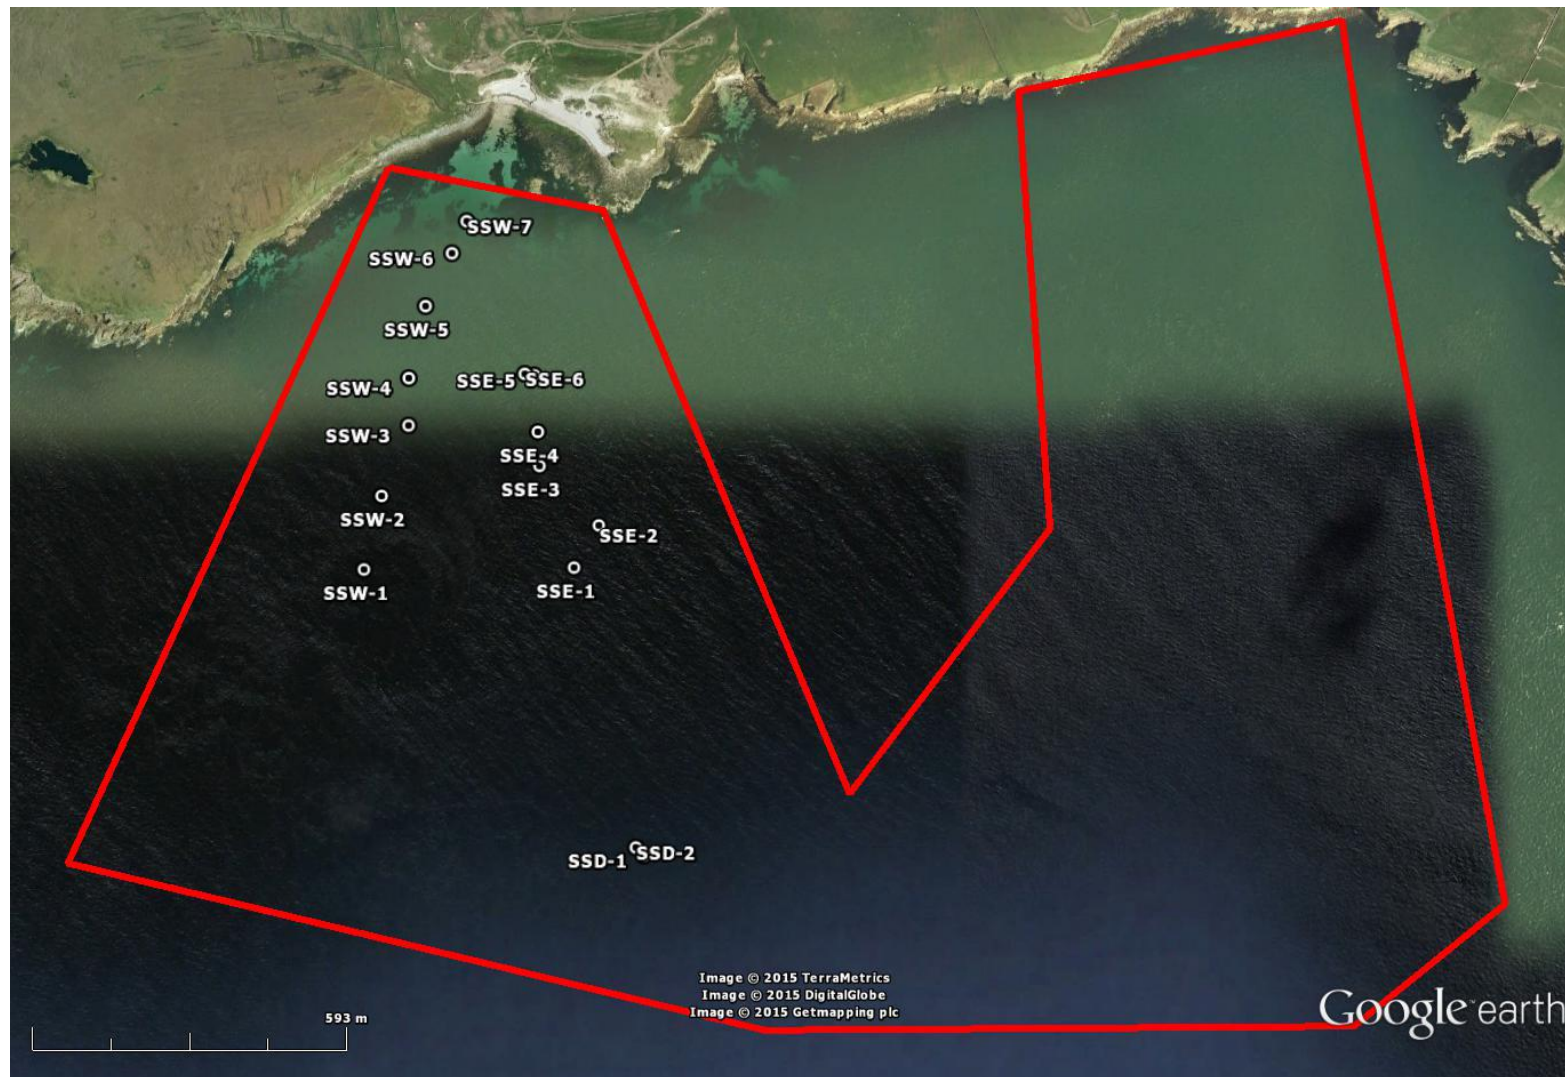 SSW-7
SSW-6
SSW-5
SSW-4
SSE-5 SSE-6
SSW-3
SSE-4
SSE-3
SSW-2
SSE-2
SSW-1
SSE-1
SSD-1 SSD-2
Image © 2015 TerraMetrics
Image © 2015 DigitalGlobe
Image © 2015 Getmapping plc
Google earth
593 m